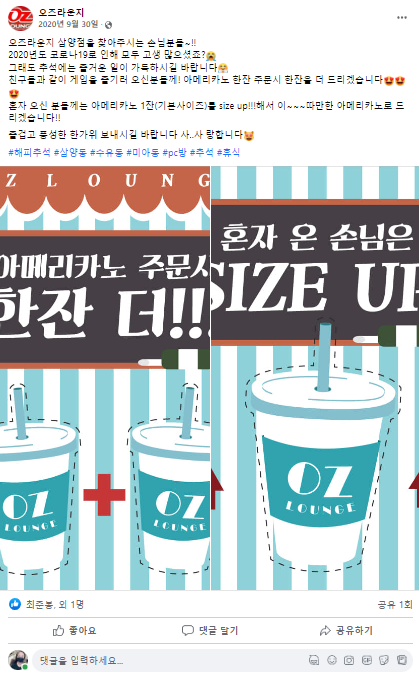 오즈라운지
2020년 9월 30일
오즈라운지 삼양점을 찾아주시는 손님분들~!!
2020년도 코로나19로 인해 모두 고생 많으셨죠?
그래도 추석에는 즐거운 일이 가득하시길 바랍니다
친구들과 같이 게임을 즐기러 오신분들께! 아메리카노 한잔 주문시 한잔을 더 드리겠습니다
혼자 오신 분들께는 아메리카노 1잔(기본사이즈)를 size up!!!해서 이~~~따만한 아메리카노로 드
리겠습니다!!
즐겁고 풍성한 한가위 보내시길 바랍니다 사..사 랑합니다
#해피추석 #삼양동 #수유동 #미아동 #pc방 #추석 #휴식
Z LOUNG
아메리카노 주문시
한잔 더!!!
OZ
LOUNGE
OZ
LOUNGE
혼자 온 손님은
SIZE UP
OZ
LOUNGE
최준봉, 외 1명
공유 1회
좋아요
댓글 달기
공유하기
댓글을 입력하세요...